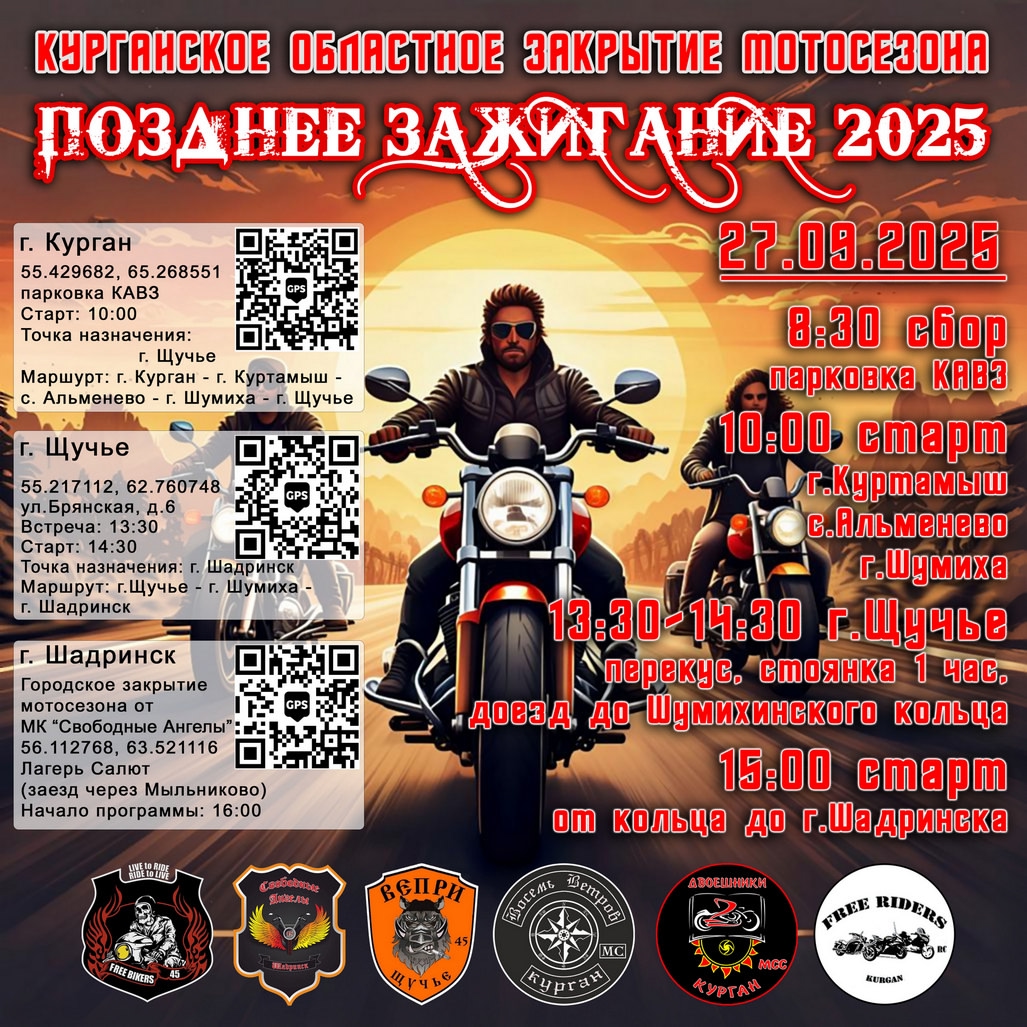 КУРГАНСКОЕ ОБЛАСТНОЕ ЗАКРЫТИЕ МОТОСЕЗОНА
ПОЗДНЕЕ ЗАЖИГАНИЕ 2025
г. Курган
55.429682, 65.268551
парковка КАВЗ
Старт: 10:00
Точка назначения:
г. Щучье
Маршурт: г. Курган - г. Куртамыш -
с. Альменево - г. Шумиха - г. Щучье
GPS
г. Щучье
55.217112, 62.760748
ул.Брянская, д.6
Встреча: 13:30
Старт: 14:30
Точка назначения: г. Шадринск
Маршрут: г.Щучье - г. Шумиха -
г. Шадринск
GPS
г. Шадринск
Городское закрытие
мотосезона от
МК “Свободные Ангелы”
56.112768, 63.521116
Лагерь Салют
(заезд через Мыльниково)
Начало программы: 16:00
GPS
27.09.2025
8:30 сбор
парковка КАВЗ
10:00 старт
г.Куртамыш
с.Альменево
г.Шумиха
13:30-14:30 г.Щучье
перекус, стоянка 1 час,
доезд до Шумихинского кольца
15:00 старт
от кольца до г.Шадринска
LIVE to RIDE
RIDE to LIVE
FREE BIKERS
45
Свободные
Ангелы
Шадринск
ВЕПРИ
45
ЩУЧЬЕ
Восемь Ветров
МС
Курган
ДВОЕШНИКИ
МСС
КУРГАН
FREE RIDERS
RC
KURGAN